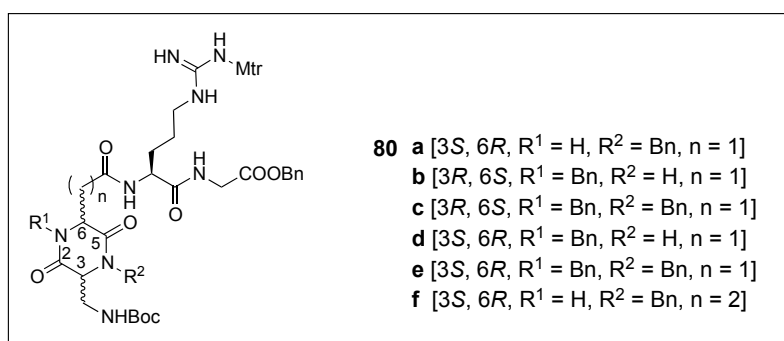 HN
H
N
Mtr
NH
O
H
N
COOBn
( )n
N
H
O
O
R¹
6
O
N
5
2
3
N
O
R²
NHBoc
80 a [3S, 6R, R¹ = H, R² = Bn, n = 1]
b [3R, 6S, R¹ = Bn, R² = H, n = 1]
c [3R, 6S, R¹ = Bn, R² = Bn, n = 1]
d [3S, 6R, R¹ = Bn, R² = H, n = 1]
e [3S, 6R, R¹ = Bn, R² = Bn, n = 1]
f [3S, 6R, R¹ = H, R² = Bn, n = 2]